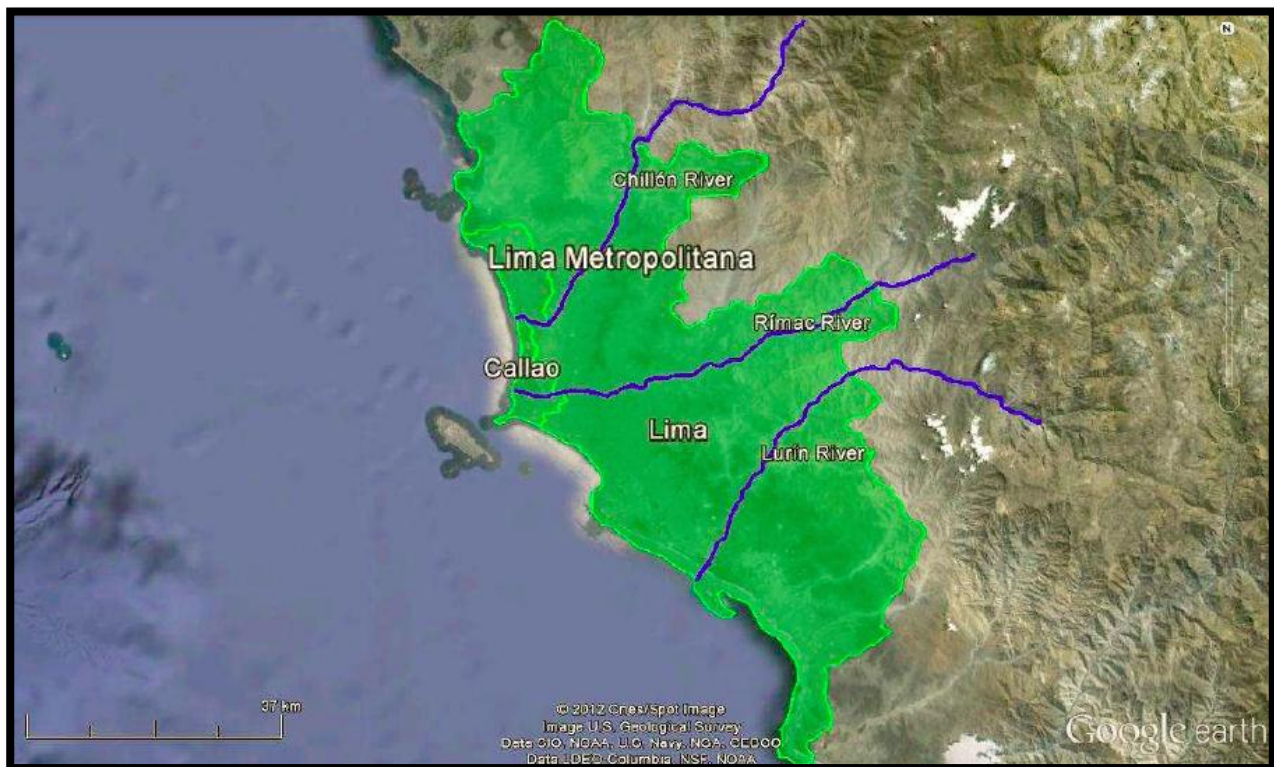 N
Chillón River
Lima Metropolitana
Rímac River
Callao
Lima
Lurín River
37 km
© 2012 Cnes/Spot Image
Image U.S. Geological Survey
Data SIO, NOAA, U.S. Navy, NGA, GEBCO
Data LDEO-Columbia, NSF, NOAA
Google earth